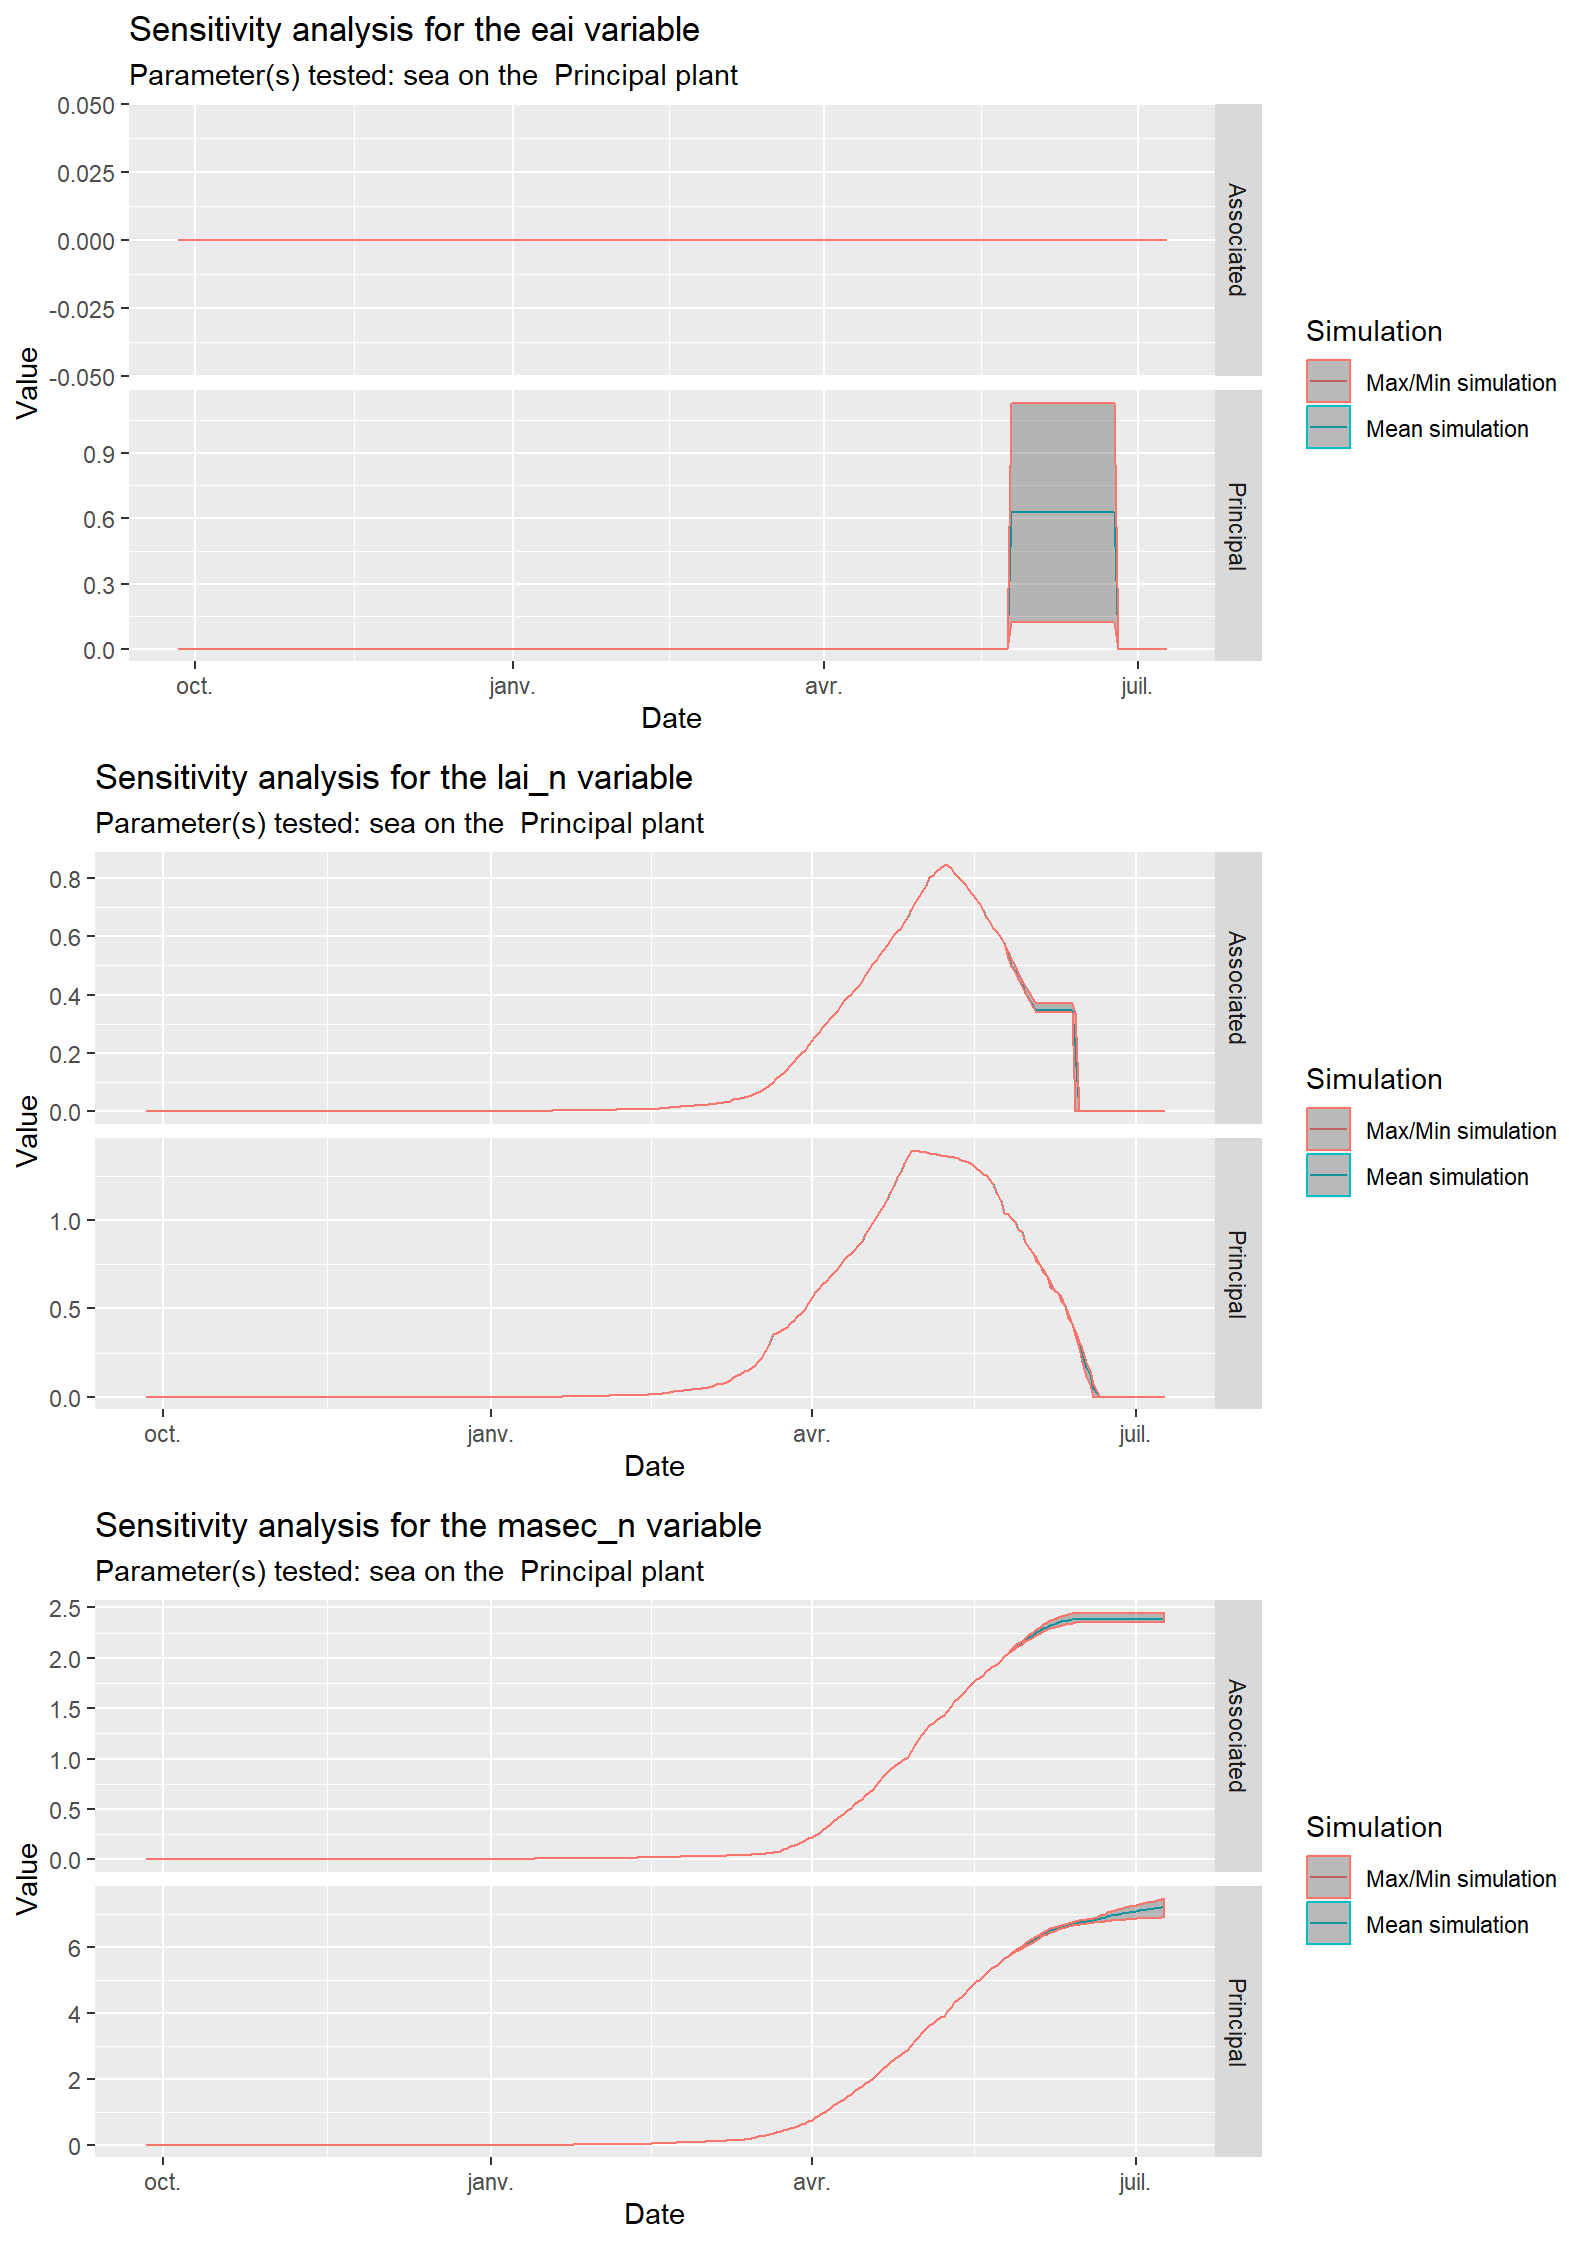 Sensitivity analysis for the eai variable
Parameter(s) tested: sea on the  Principal plant
0.050
0.025
0.000
-0.025
-0.050
Associated
0.9
0.6
0.3
0.0
Principal
Value
oct.
janv.
avr.
juil.
Date
Simulation
Max/Min simulation
Mean simulation
Sensitivity analysis for the lai_n variable
Parameter(s) tested: sea on the  Principal plant
0.8
0.6
0.4
0.2
0.0
Associated
1.0
0.5
0.0
Principal
Value
oct.
janv.
avr.
juil.
Date
Simulation
Max/Min simulation
Mean simulation
Sensitivity analysis for the masec_n variable
Parameter(s) tested: sea on the  Principal plant
2.5
2.0
1.5
1.0
0.5
0.0
Associated
6
4
2
0
Principal
Value
oct.
janv.
avr.
juil.
Date
Simulation
Max/Min simulation
Mean simulation